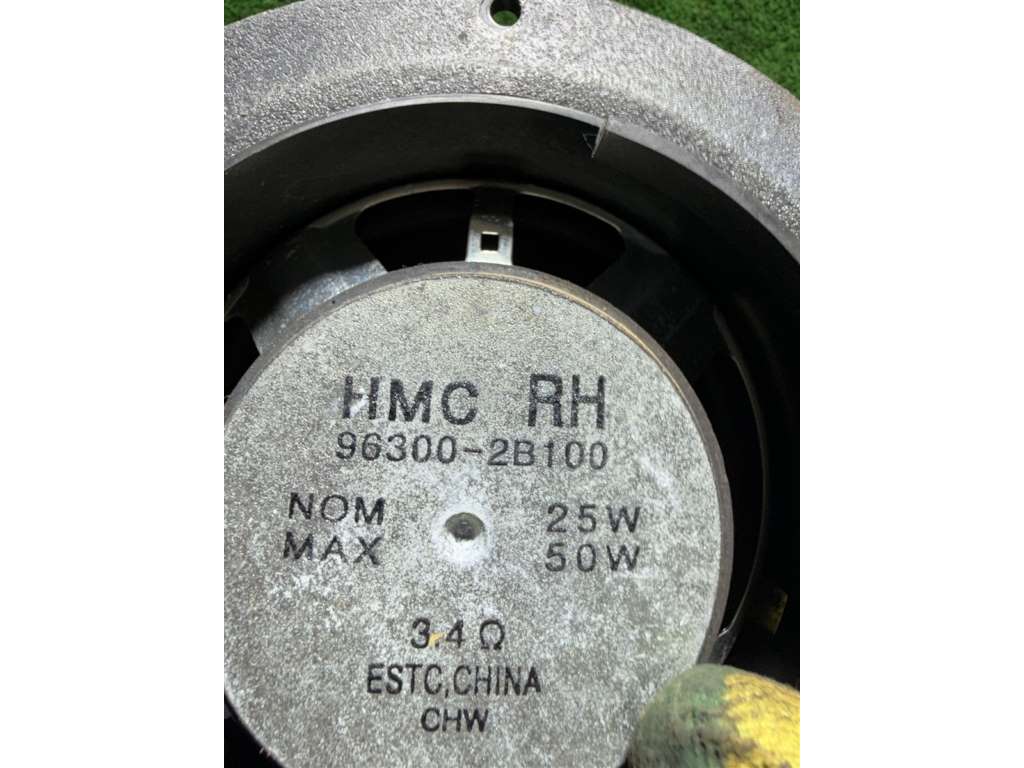 HMC RH
96300-2B100
NOM 25W
MAX 50W
3.4Ω
ESTC,CHINA
CHW